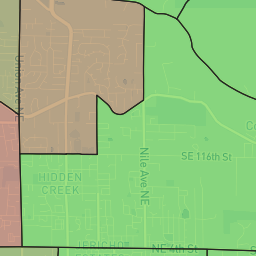 Union Ave NE
Co
SE 116th St.
Nile Ave NE
HIDDEN
CREEK
JERICHO
NE 4th St